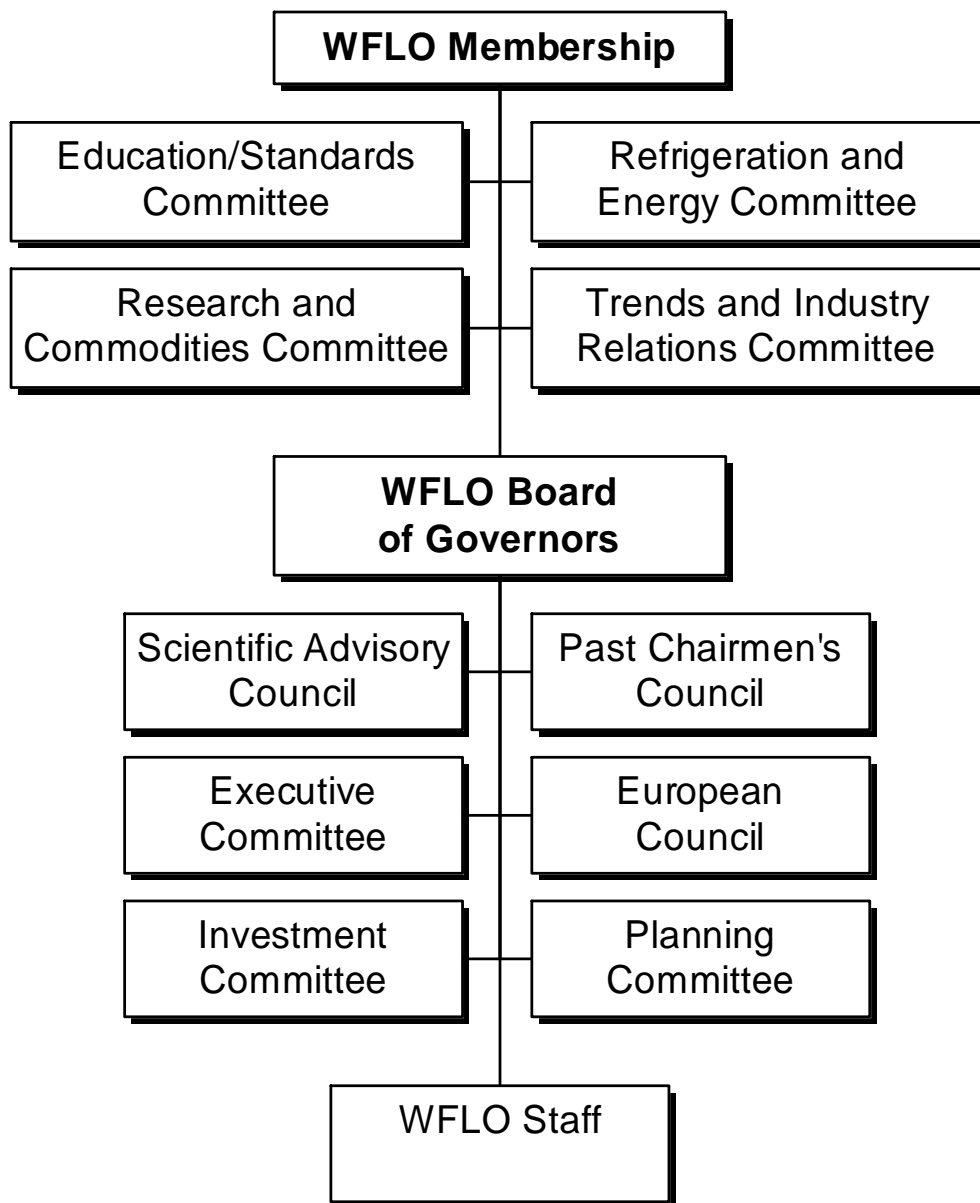 WFLO Membership
Education/Standards
Committee
Refrigeration and
Energy Committee
Research and
Commodities Committee
Trends and Industry
Relations Committee
WFLO Board
of Governors
Scientific Advisory
Council
Past Chairmen's
Council
Executive
Committee
European
Council
Investment
Committee
Planning
Committee
WFLO Staff